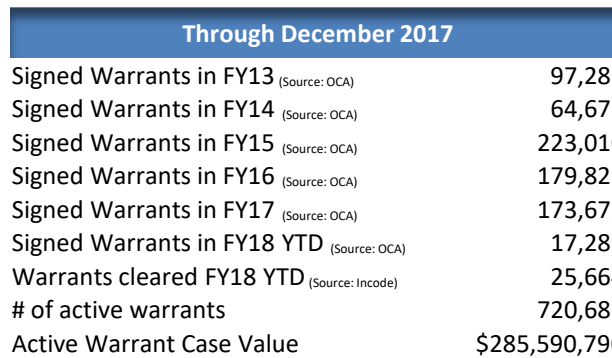 Through December 2017
Signed Warrants in FY13 (Source: OCA) 97,28
Signed Warrants in FY14 (Source: OCA) 64,67
Signed Warrants in FY15 (Source: OCA) 223,01
Signed Warrants in FY16 (Source: OCA) 179,82
Signed Warrants in FY17 (Source: OCA) 173,67
Signed Warrants in FY18 YTD (Source: OCA) 17,28
Warrants cleared FY18 YTD (Source: Incode) 25,66
# of active warrants 720,68
Active Warrant Case Value $285,590,79